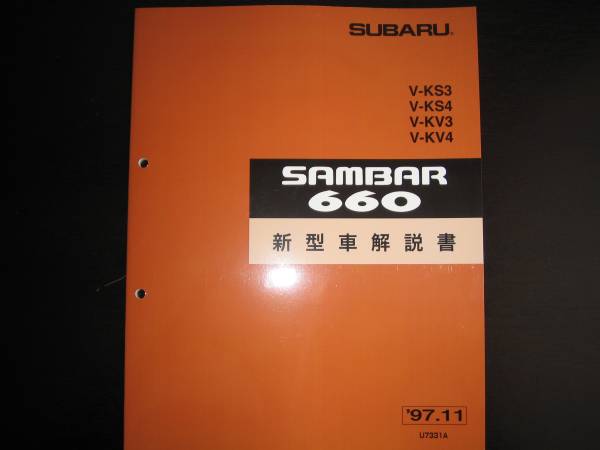 SUBARU®
V-KS3
V-KS4
V-KV3
V-KV4
SAMBAR
660
新型車解説書
'97.11
U7331A